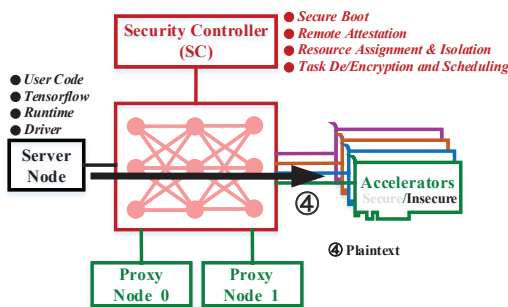 Security Controller
(SC)
● Secure Boot
● Remote Attestation
● Resource Assignment & Isolation
● Task De/Encryption and Scheduling
● User Code
● Tensorflow
● Runtime
● Driver
Server
Node
④
Accelerators
Secure/Insecure
④ Plaintext
Proxy
Node 0
Proxy
Node 1